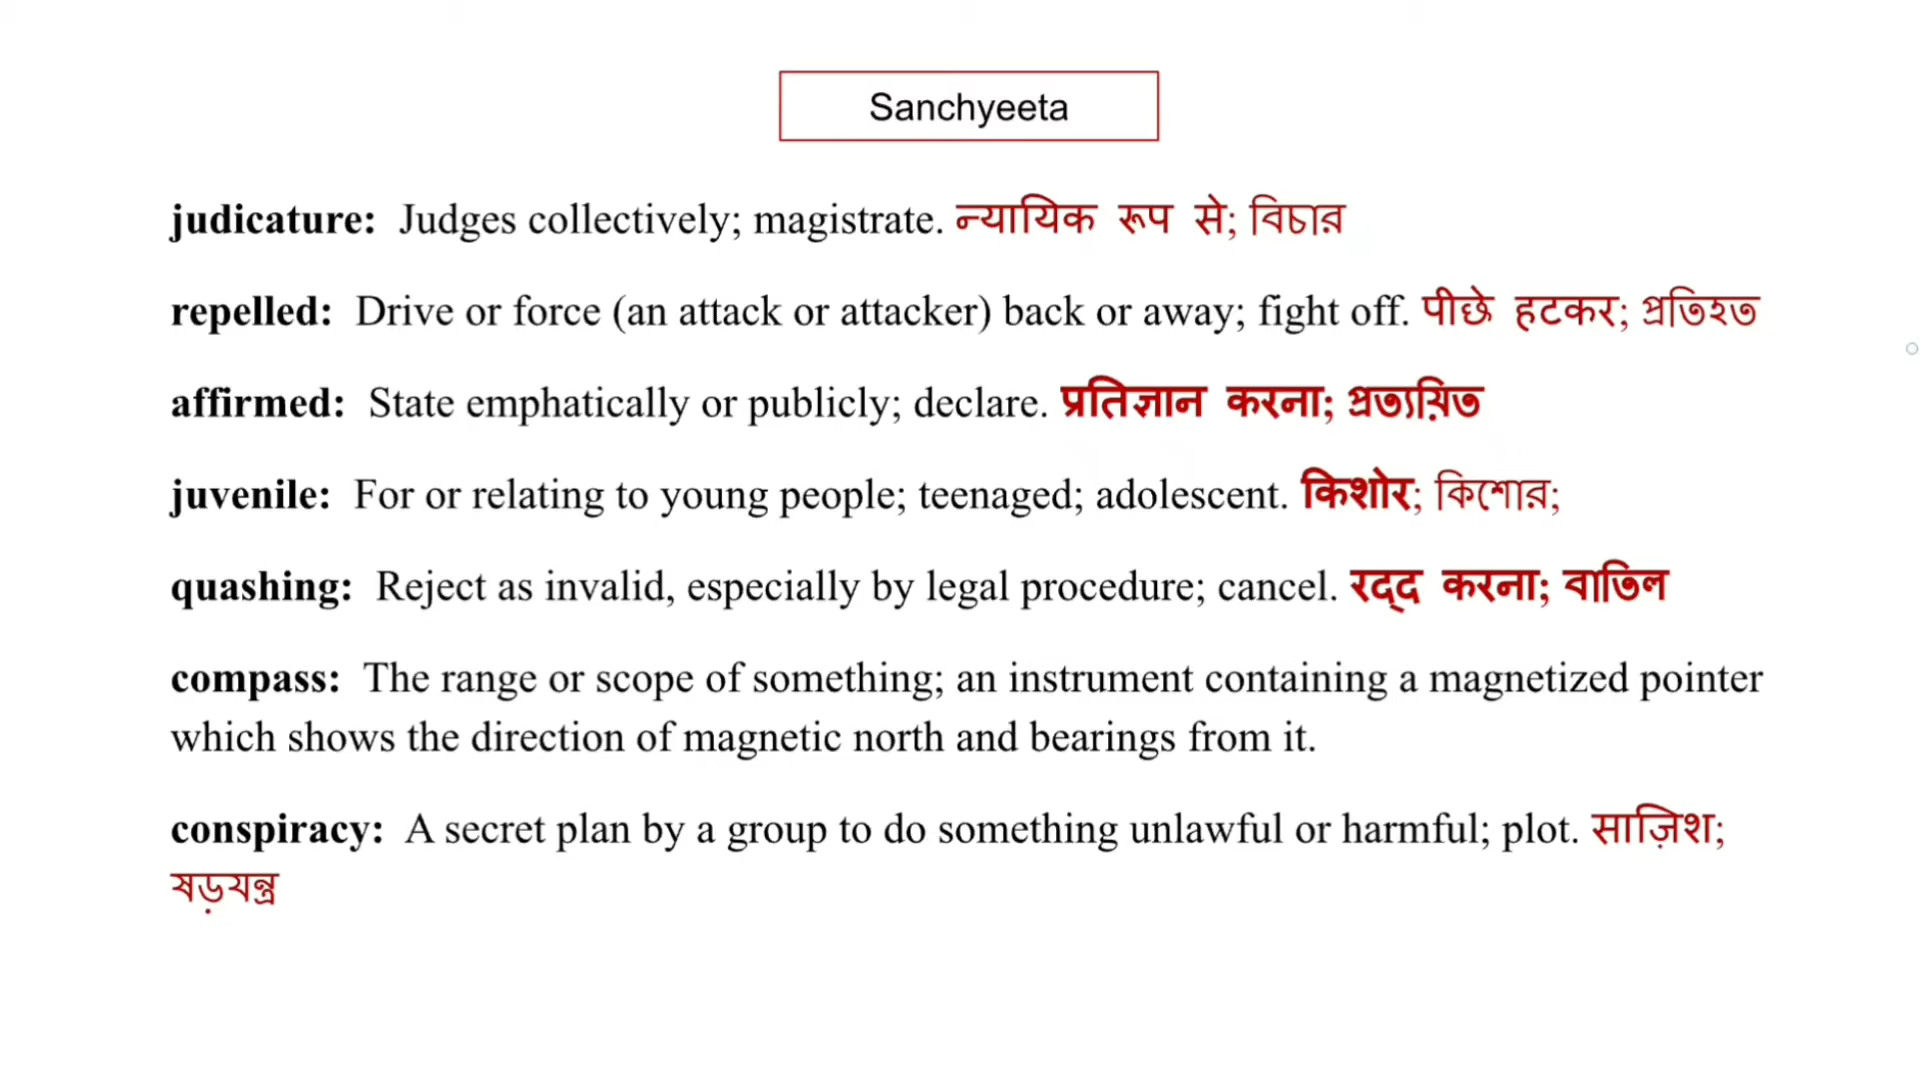 Sanchyeeta
judicature: Judges collectively; magistrate. न्यायिक रूप से; বিচার
repelled: Drive or force (an attack or attacker) back or away; fight off. पीछे हटकर; প্রতিহত
affirmed: State emphatically or publicly; declare. प्रतिज्ञान करना; প্রত্যয়িত
juvenile: For or relating to young people; teenaged; adolescent. किशोर; কিশোর;
quashing: Reject as invalid, especially by legal procedure; cancel. रद्द करना; বাতিল
compass: The range or scope of something; an instrument containing a magnetized pointer
which shows the direction of magnetic north and bearings from it.
conspiracy: A secret plan by a group to do something unlawful or harmful; plot. साज़िश;
ষড়যন্ত্র